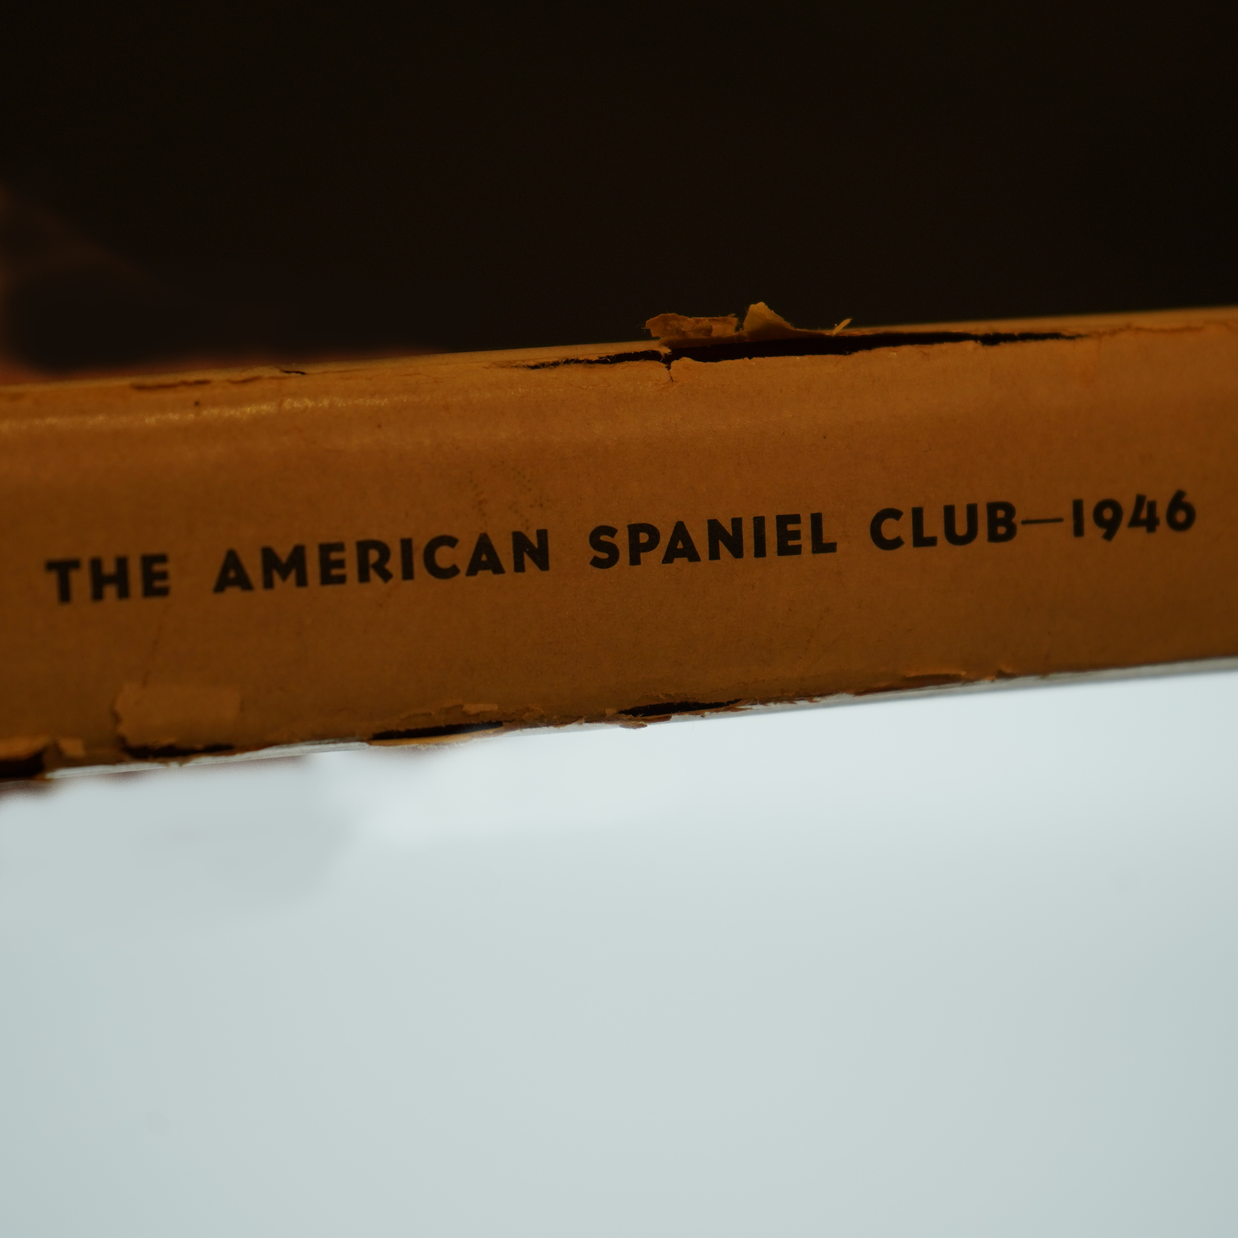 THE AMERICAN SPANIEL CLUB—1946